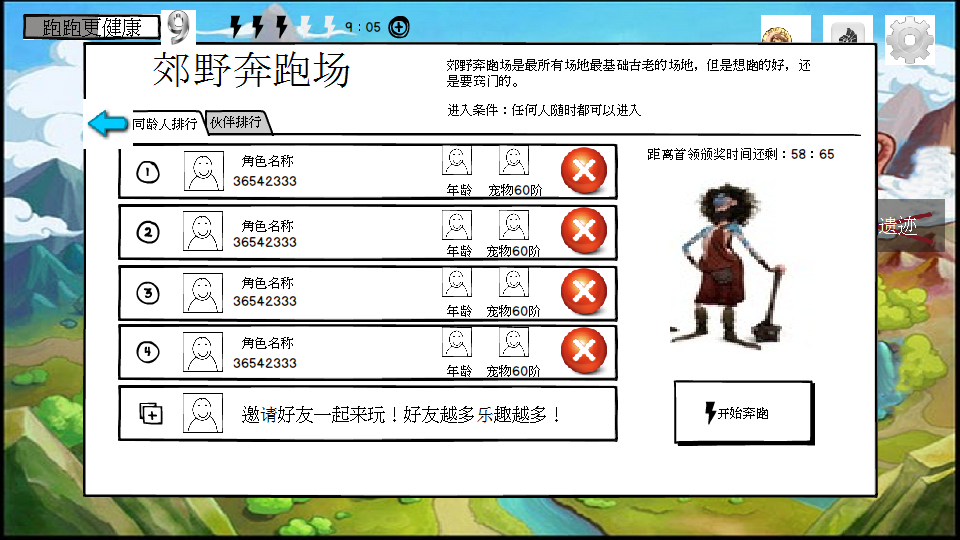 跑跑更健康
9
9：05
郊野奔跑场
郊野奔跑场是最所有场地最基础古老的场地，但是想跑的好，还
是要窍门的。
进入条件：任何人随时都可以进入
同龄人排行
伙伴排行
距离首领颁奖时间还剩：58：65
1
角色名称
36542333
年龄
宠物60阶
2
角色名称
36542333
年龄
宠物60阶
3
角色名称
36542333
年龄
宠物60阶
4
角色名称
36542333
年龄
宠物60阶
邀请好友一起来玩！好友越多乐趣越多！
遗迹
开始奔跑